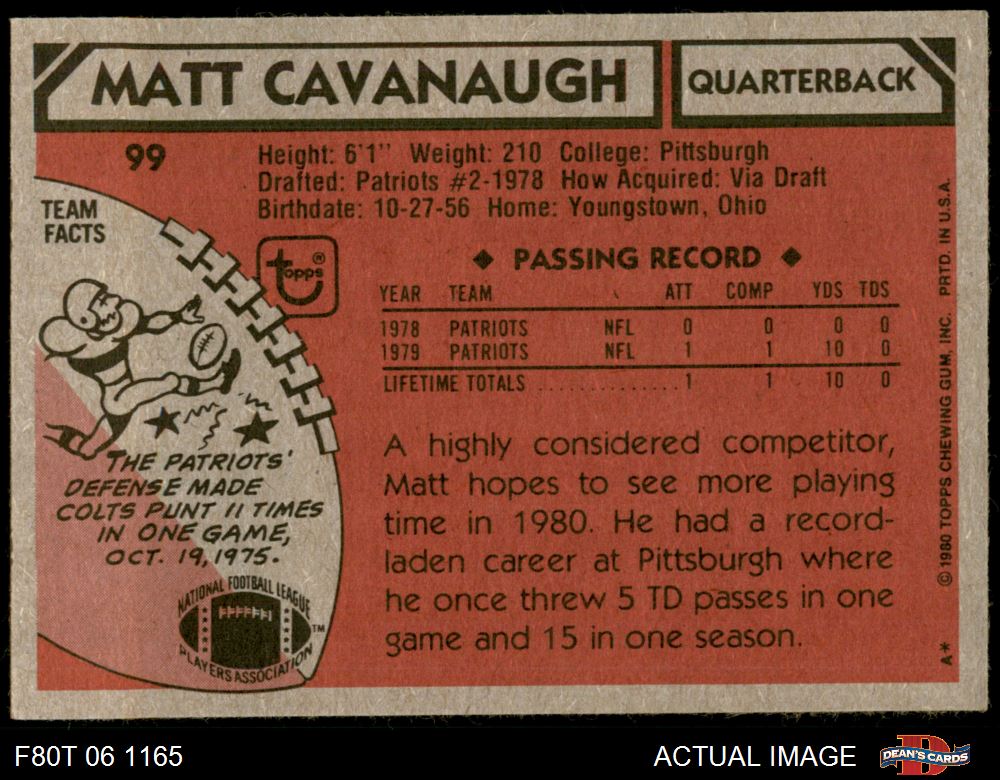 MATT CAVANAUGH
QUARTERBACK
99
Height: 6'1" Weight: 210 College: Pittsburgh
Drafted: Patriots #2-1978 How Acquired: Via Draft
Birthdate: 10-27-56 Home: Youngstown, Ohio
TEAM
FACTS
topps ®
◆ PASSING RECORD ◆
YEAR TEAM ATT COMP YDS TDS
1978 PATRIOTS NFL 0 0 0 0
1979 PATRIOTS NFL 1 1 10 0
LIFETIME TOTALS .............. 1 1 10 0
THE PATRIOTS'
DEFENSE MADE
COLTS PUNT 11 TIMES
IN ONE GAME,
OCT. 19, 1975.
NATIONAL FOOTBALL LEAGUE
PLAYERS ASSOCIATION
TM
A highly considered competitor,
Matt hopes to see more playing
time in 1980. He had a record-
laden career at Pittsburgh where
he once threw 5 TD passes in one
game and 15 in one season.
A* © 1980 TOPPS CHEWING GUM, INC. PRTD. IN U.S.A.
F80T 06 1165
ACTUAL IMAGE
DEAN'S CARDS